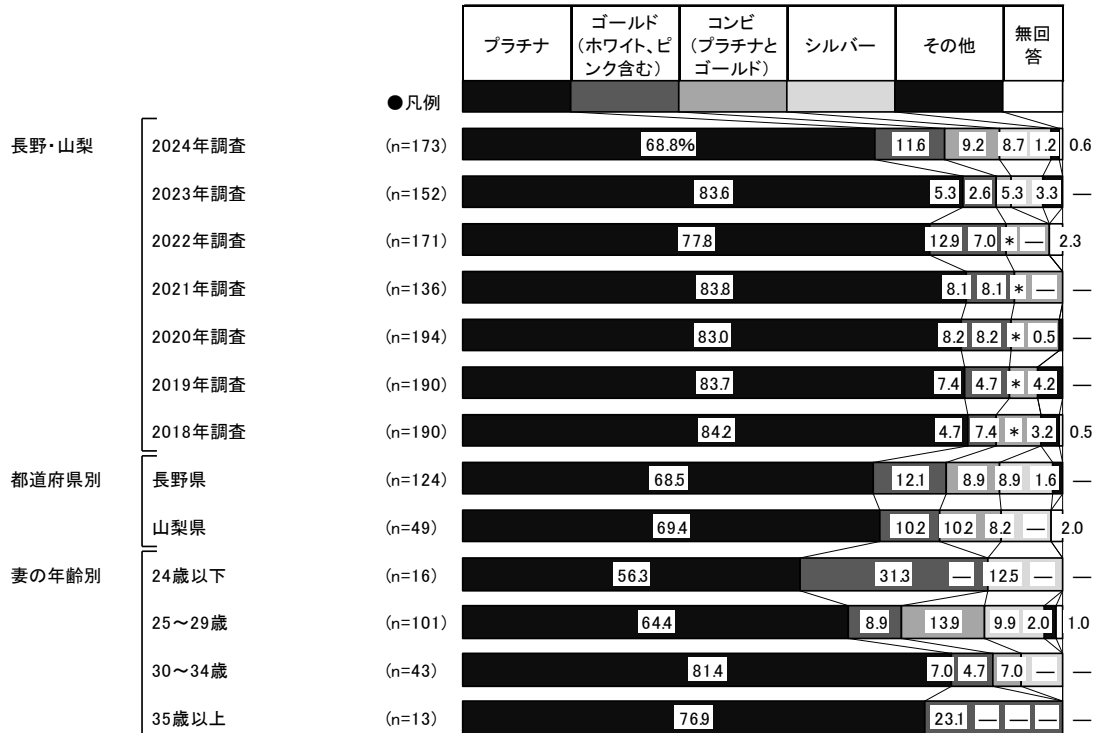 プラチナ
ゴールド
(ホワイト、ピ
ンク含む)
コンビ
(プラチナと
ゴールド)
シルバー
その他
無回
答
●凡例
長野・山梨 2024年調査 (n=173) 68.8% 11.6 9.2 8.7 1.2 0.6
2023年調査 (n=152) 83.6 5.3 2.6 5.3 3.3 —
2022年調査 (n=171) 77.8 12.9 7.0 * — 2.3
2021年調査 (n=136) 83.8 8.1 8.1 * — —
2020年調査 (n=194) 83.0 8.2 8.2 * 0.5 —
2019年調査 (n=190) 83.7 7.4 4.7 * 4.2 —
2018年調査 (n=190) 84.2 4.7 7.4 * 3.2 0.5
都道府県別 長野県 (n=124) 68.5 12.1 8.9 8.9 1.6 —
山梨県 (n=49) 69.4 10.2 10.2 8.2 — 2.0
妻の年齢別 24歳以下 (n=16) 56.3 31.3 — 12.5 — —
25～29歳 (n=101) 64.4 8.9 13.9 9.9 2.0 1.0
30～34歳 (n=43) 81.4 7.0 4.7 7.0 — —
35歳以上 (n=13) 76.9 23.1 — — — —